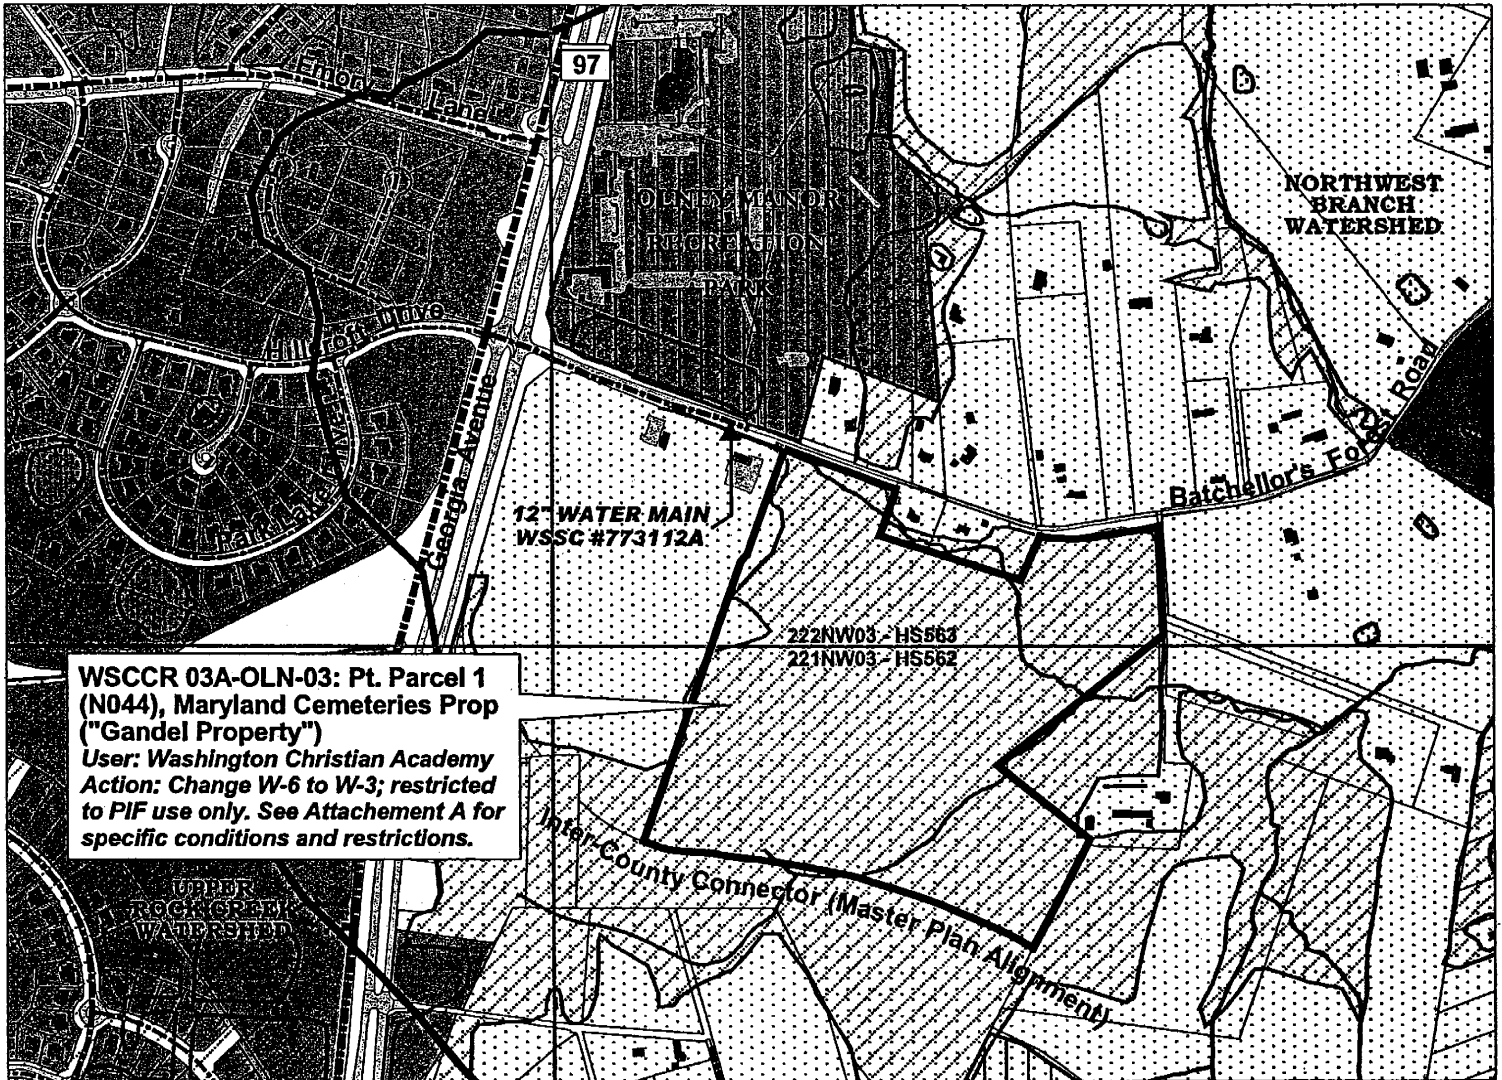 Emory Lane
97
OLNEY MANOR
RECREATION
PARK
NORTHWEST
BRANCH
WATERSHED
Hillcroft Drive
Georgia Avenue
Batchellor's Forest Road
12" WATER MAIN
WSSC #773112A
222NW03 - HS563
221NW03 - HS562
WSCCR 03A-OLN-03: Pt. Parcel 1
(N044), Maryland Cemeteries Prop
("Gandel Property")
User: Washington Christian Academy
Action: Change W-6 to W-3; restricted
to PIF use only. See Attachement A for
specific conditions and restrictions.
Inter-County Connector (Master Plan Alignment)
UPPER
ROCK CREEK
WATERSHED